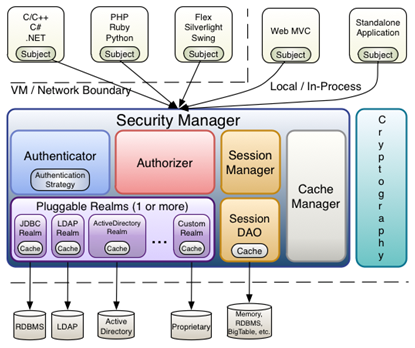 C/C++
C#
.NET
Subject
PHP
Ruby
Python
Subject
Flex
Silverlight
Swing
Subject
Web MVC
Subject
Standalone
Application
Subject
VM / Network Boundary
Local / In-Process
Security Manager
Authenticator
Authentication
Strategy
Authorizer
Session
Manager
Cache
Manager
Cryptography
Pluggable Realms (1 or more)
JDBC
Realm
Cache
LDAP
Realm
Cache
ActiveDirectory
Realm
Cache
...
Custom
Realm
Cache
Session
DAO
Cache
RDBMS
LDAP
Active
Directory
Proprietary
Memory,
RDBMS,
BigTable, etc.